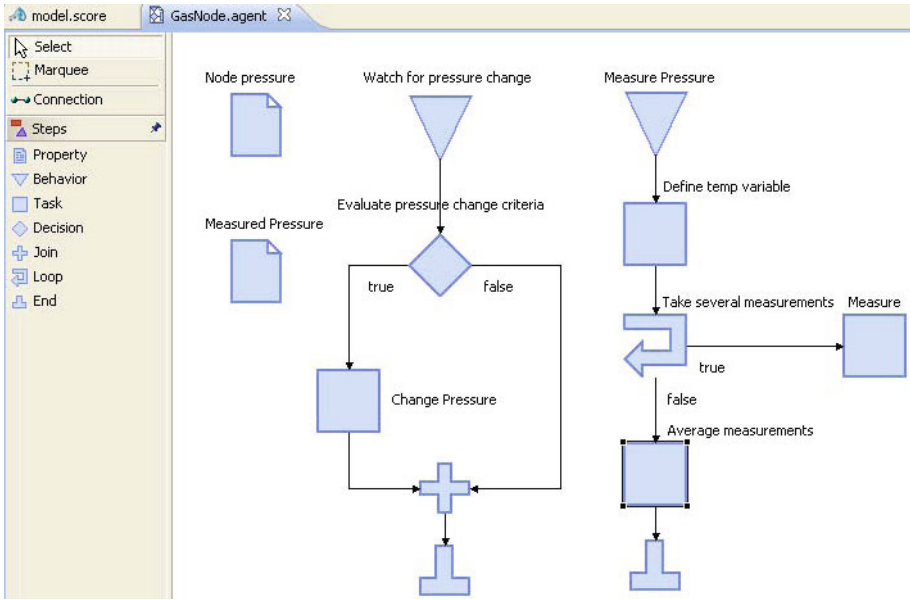 model.score
GasNode.agent
Select
Marquee
Connection
Steps
Property
Behavior
Task
Decision
Join
Loop
End
Node pressure
Watch for pressure change
Measure Pressure
Define temp variable
Evaluate pressure change criteria
Measured Pressure
true
false
Take several measurements
Measure
true
Change Pressure
false
Average measurements